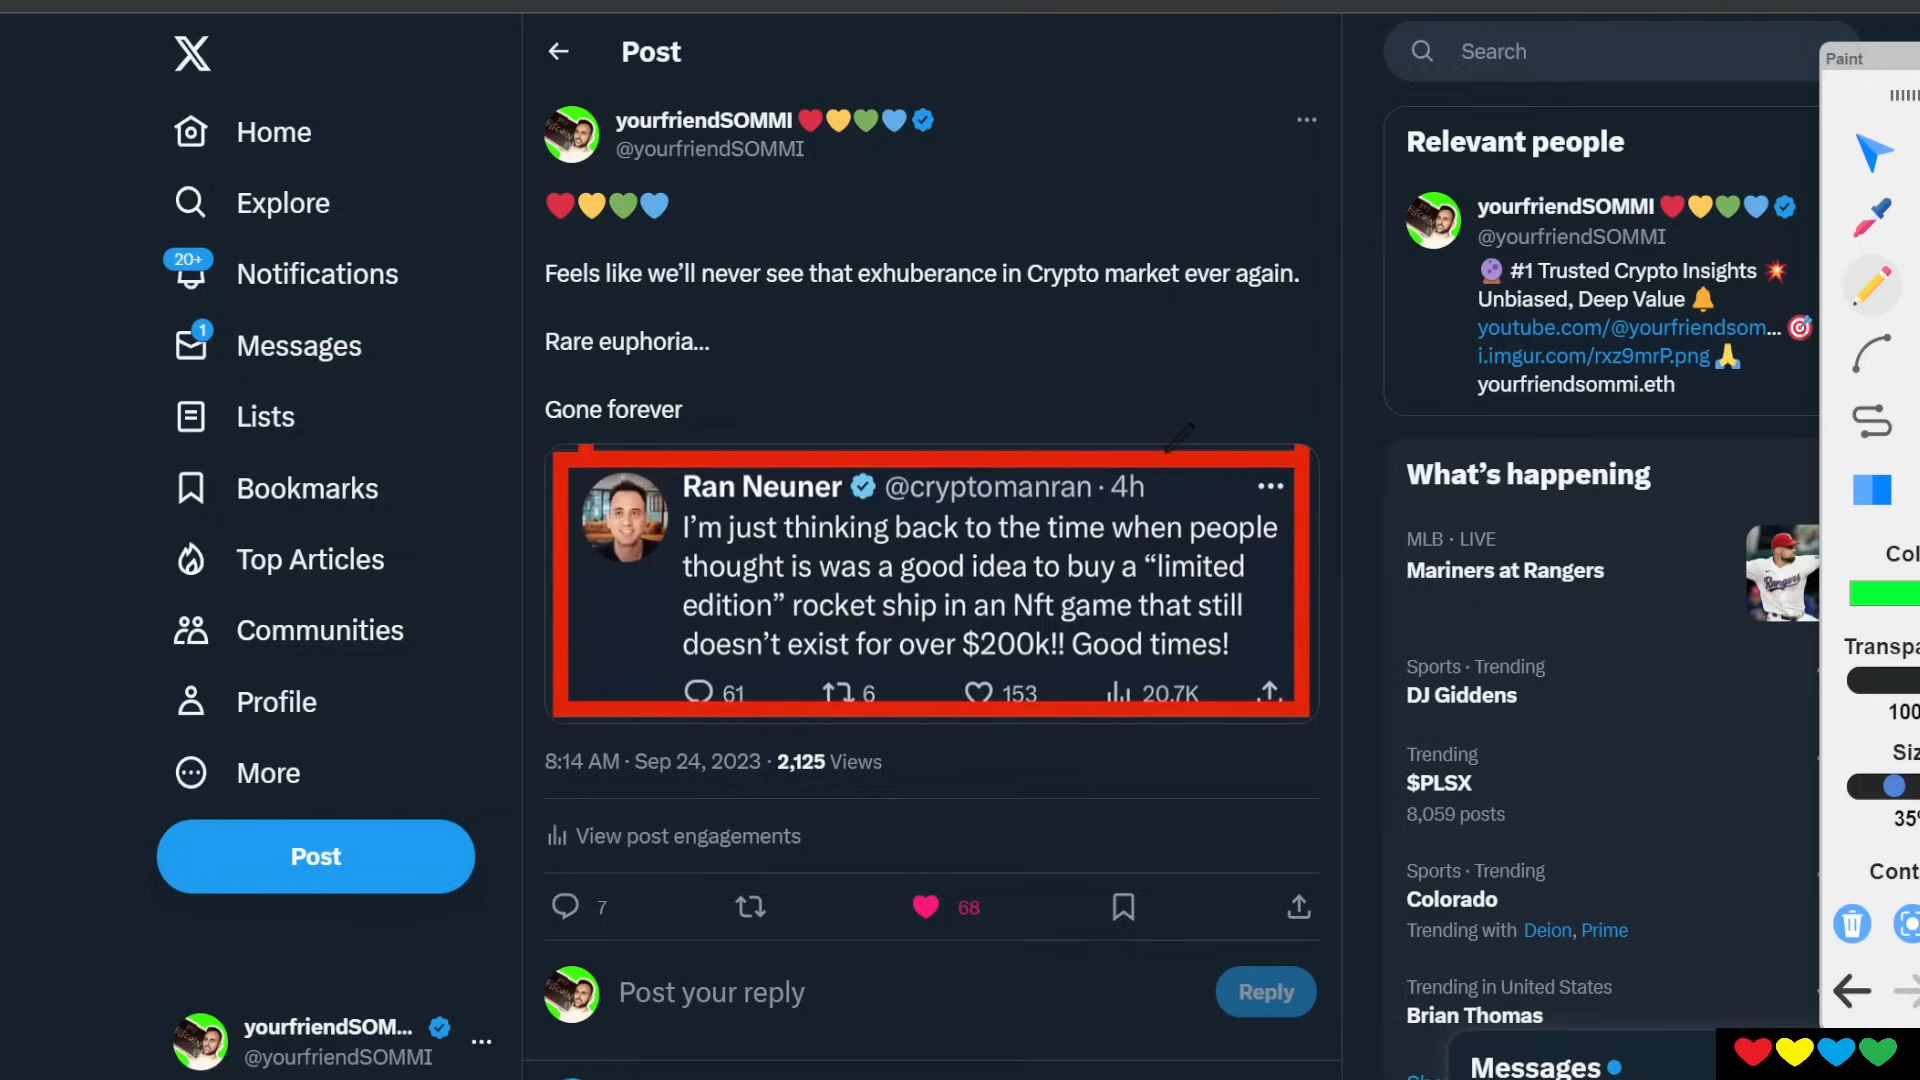 Paint
X
Home
Explore
20+
Notifications
1
Messages
Lists
Bookmarks
Top Articles
Communities
Profile
More
Post
yourfriendSOM...
@yourfriendSOMMI
Post
yourfriendSOMMI
@yourfriendSOMMI
Feels like we’ll never see that exhuberance in Crypto market ever again.
Rare euphoria...
Gone forever
Ran Neuner @cryptomanran · 4h
I’m just thinking back to the time when people
thought is was a good idea to buy a “limited
edition” rocket ship in an Nft game that still
doesn’t exist for over $200k!! Good times!
61 6 153 20.7K
8:14 AM · Sep 24, 2023 · 2,125 Views
View post engagements
7 68
Post your reply
Reply
Search
Relevant people
yourfriendSOMMI
@yourfriendSOMMI
#1 Trusted Crypto Insights
Unbiased, Deep Value
youtube.com/@yourfriendsom...
i.imgur.com/rxz9mrP.png
yourfriendsommi.eth
What’s happening
MLB · LIVE
Mariners at Rangers
Sports · Trending
DJ Giddens
Trending
$PLSX
8,059 posts
Sports · Trending
Colorado
Trending with Deion, Prime
Trending in United States
Brian Thomas
Messages
Col
Transpa
100
Siz
35
Cont